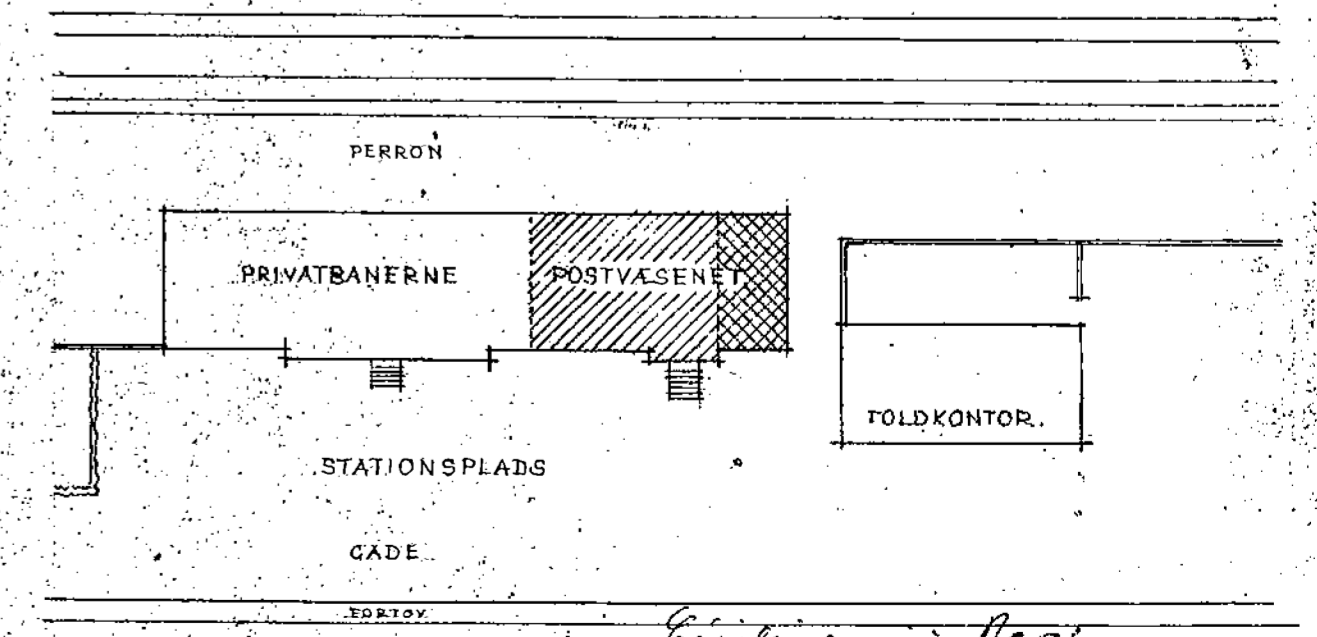 PERRON
PRIVATBANERNE
POSTVÆSENET.
TOLDKONTOR.
STATIONSPLADS
GADE
FORTOV